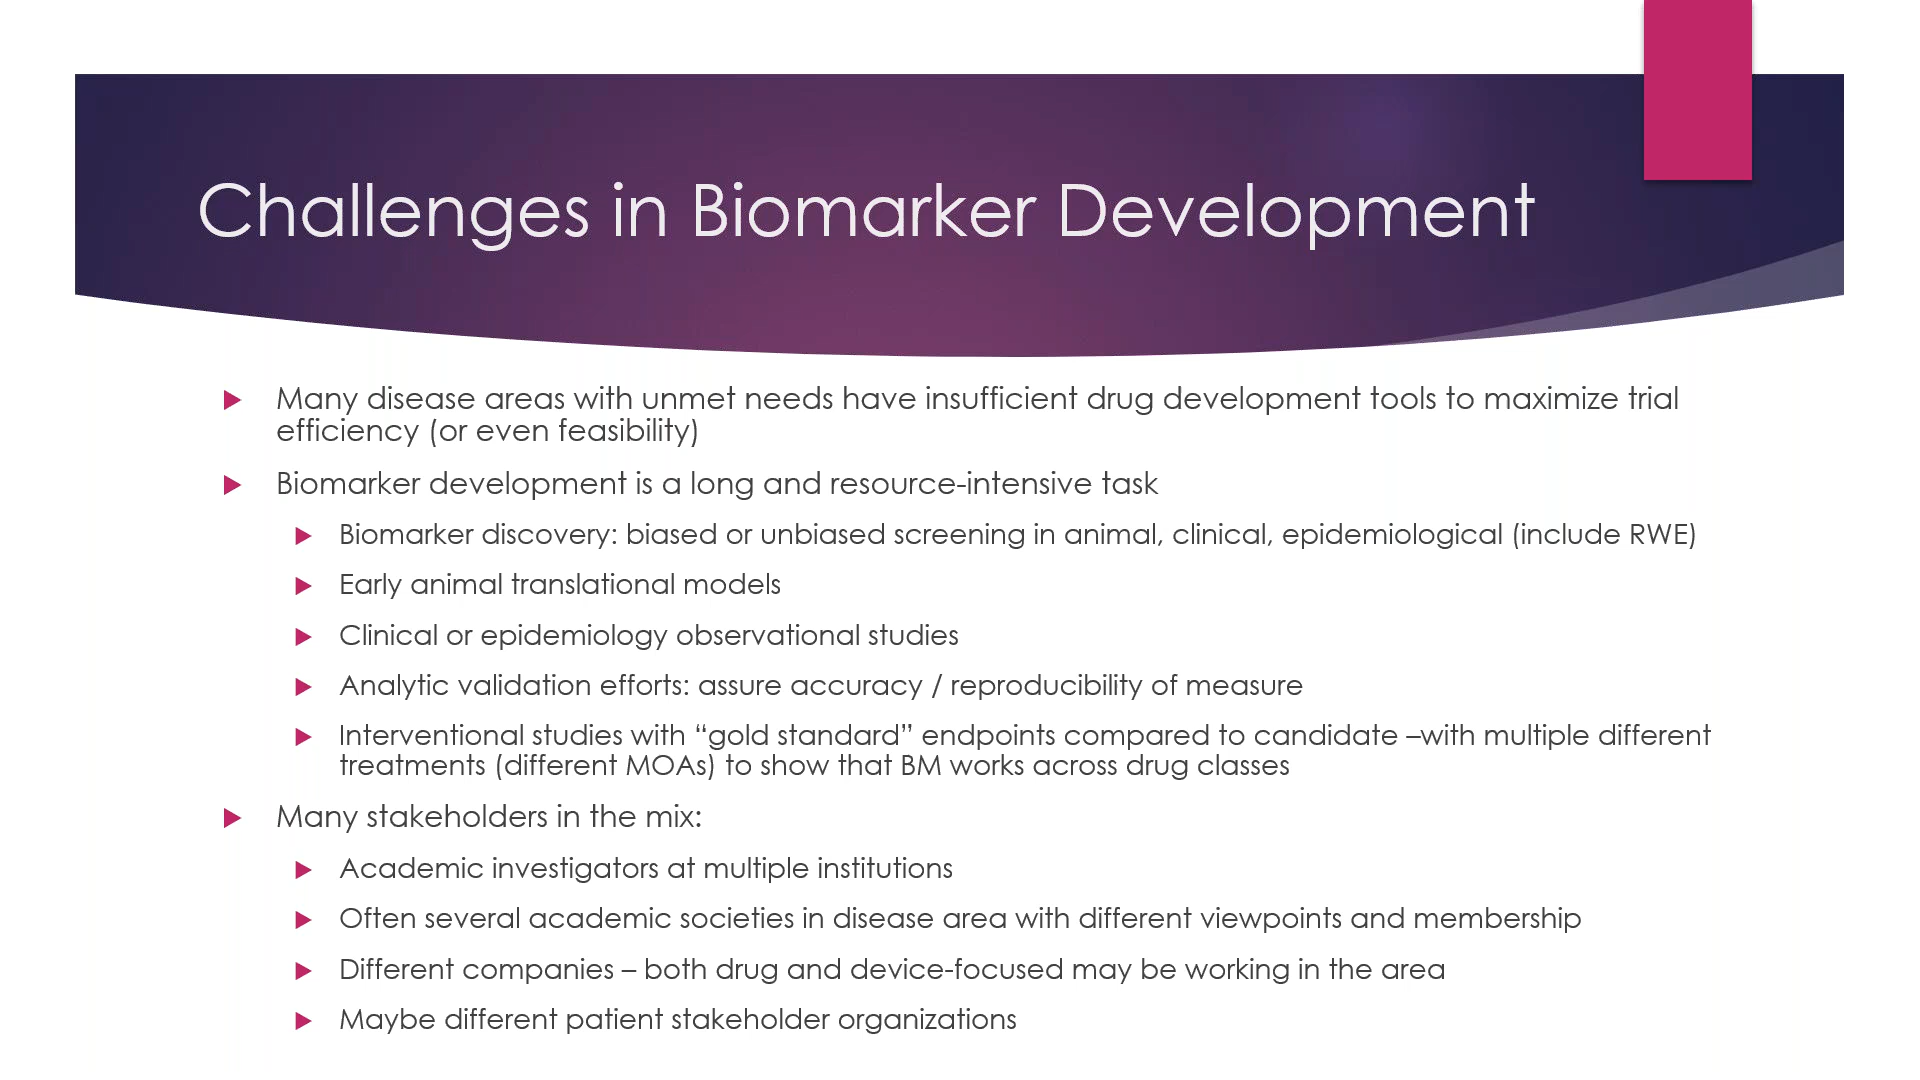 Challenges in Biomarker Development
Many disease areas with unmet needs have insufficient drug development tools to maximize trial
efficiency (or even feasibility)
Biomarker development is a long and resource-intensive task
Biomarker discovery: biased or unbiased screening in animal, clinical, epidemiological (include RWE)
Early animal translational models
Clinical or epidemiology observational studies
Analytic validation efforts: assure accuracy / reproducibility of measure
Interventional studies with “gold standard” endpoints compared to candidate –with multiple different
treatments (different MOAs) to show that BM works across drug classes
Many stakeholders in the mix:
Academic investigators at multiple institutions
Often several academic societies in disease area with different viewpoints and membership
Different companies – both drug and device-focused may be working in the area
Maybe different patient stakeholder organizations